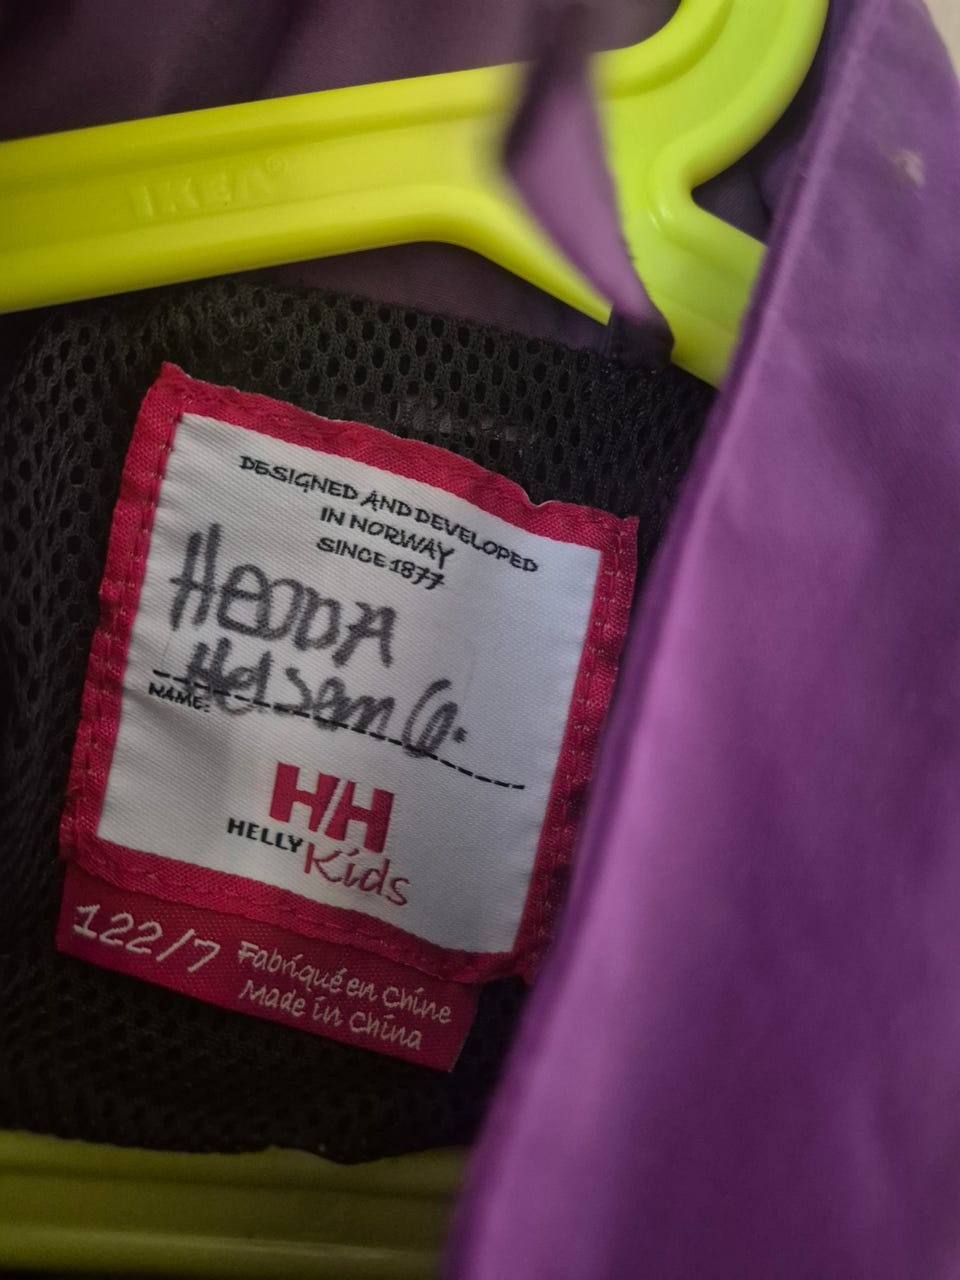 IKEA®
DESIGNED AND DEVELOPED
IN NORWAY
SINCE 1877
HEDDA
NAME:
H/H
HELLY Kids
122/7
Fabriqué en Chine
Made in China